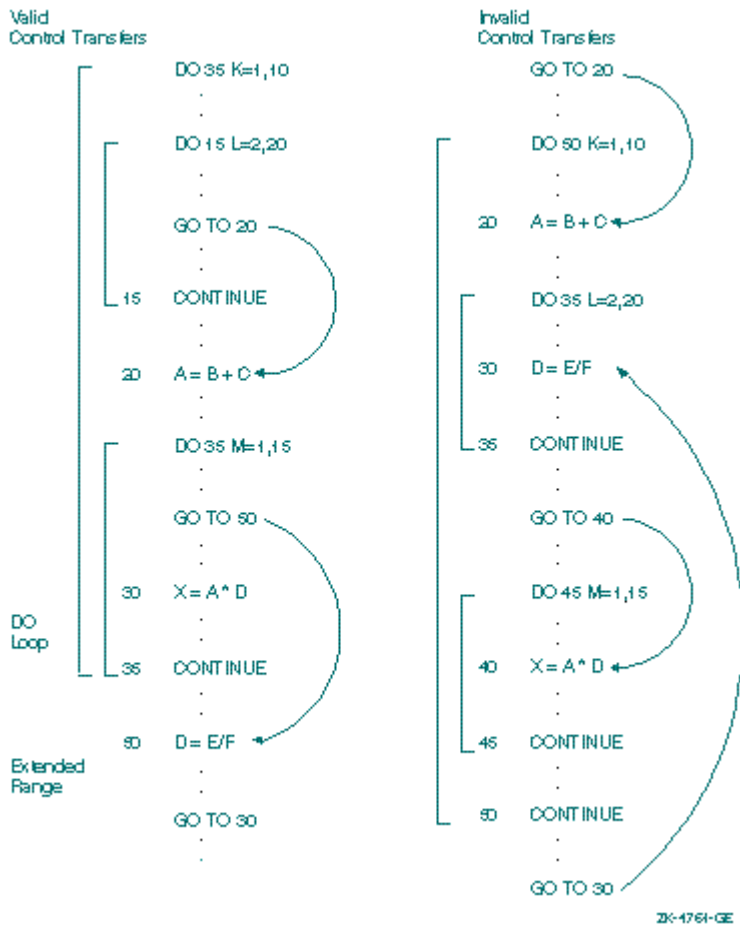 Valid
Control Transfers
DO 35 K=1,10
DO 15 L=2,20
GO TO 20
15 CONTINUE
20 A = B + C
DO 35 M=1,15
GO TO 50
30 X = A * D
DO
Loop
35 CONTINUE
50 D = E/F
Extended
Range
GO TO 30
Invalid
Control Transfers
GO TO 20
DO 50 K=1,10
20 A = B + C
DO 35 L=2,20
30 D = E/F
35 CONTINUE
GO TO 40
DO 45 M=1,15
40 X = A * D
45 CONTINUE
50 CONTINUE
GO TO 30
ZK-4761-GE